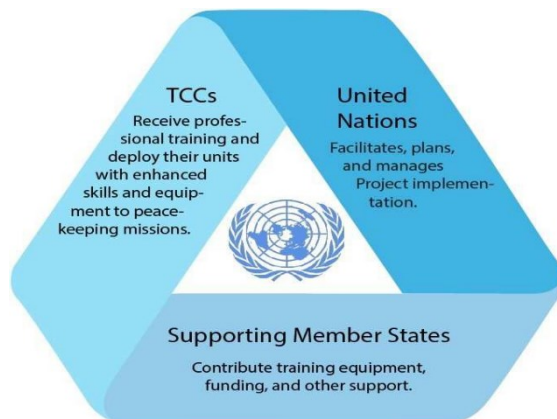 TCCs
Receive profes-
sional training and
deploy their units
with enhanced
skills and equip-
ment to peace-
keeping missions.
United
Nations
Facilitates, plans,
and manages
Project implemen-
tation.
Supporting Member States
Contribute training equipment,
funding, and other support.